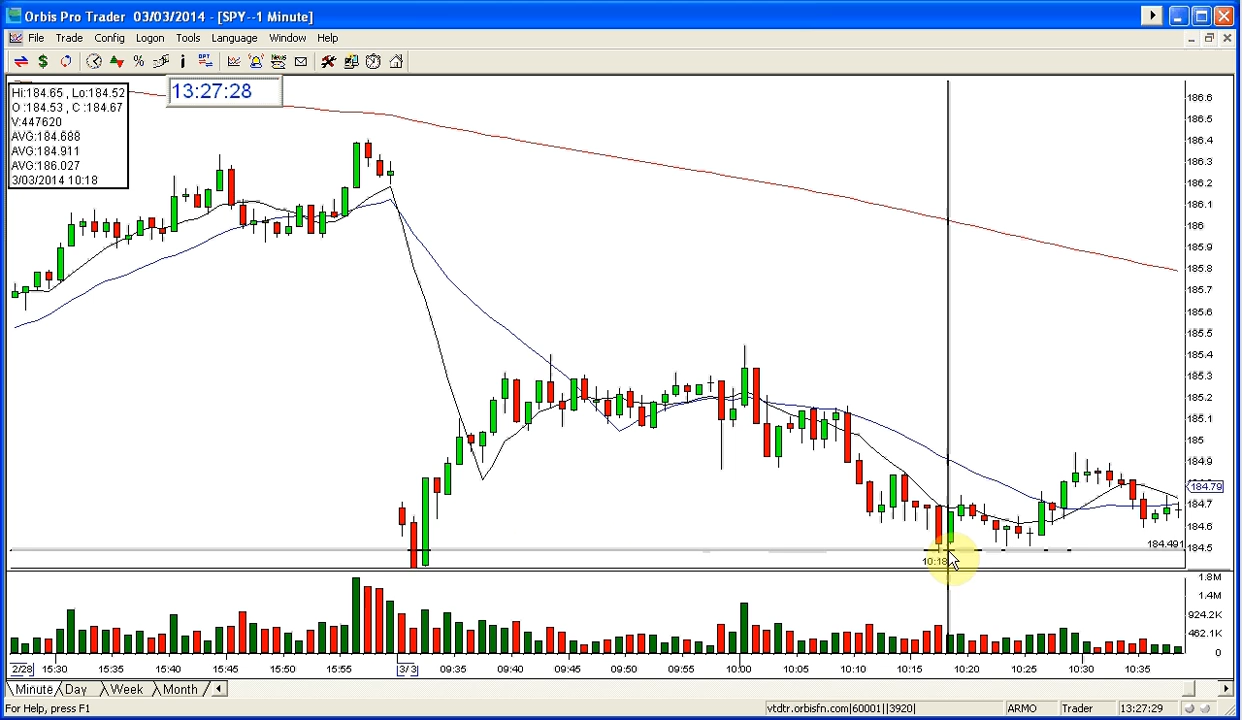 Orbis Pro Trader 03/03/2014 - [SPY--1 Minute]
File Trade Config Logon Tools Language Window Help
Hi:184.65 , Lo:184.52
O :184.53 , C :184.67
V:447620
AVG:184.688
AVG:184.911
AVG:186.027
3/03/2014 10:18
13:27:28
186.6
186.5
186.4
186.3
186.2
186.1
186
185.9
185.8
185.7
185.6
185.5
185.4
185.3
185.2
185.1
185
184.9
184.79
184.7
184.6
184.491
184.5
10:18
1.8M
1.4M
924.2K
462.1K
0
2/28 15:30 15:35 15:40 15:45 15:50 15:55 3/ 3 09:35 09:40 09:45 09:50 09:55 10:00 10:05 10:10 10:15 10:20 10:25 10:30 10:35
Minute Day Week Month
For Help, press F1 vtdtr.orbisfn.com|60001||3920| ARMO Trader 13:27:29